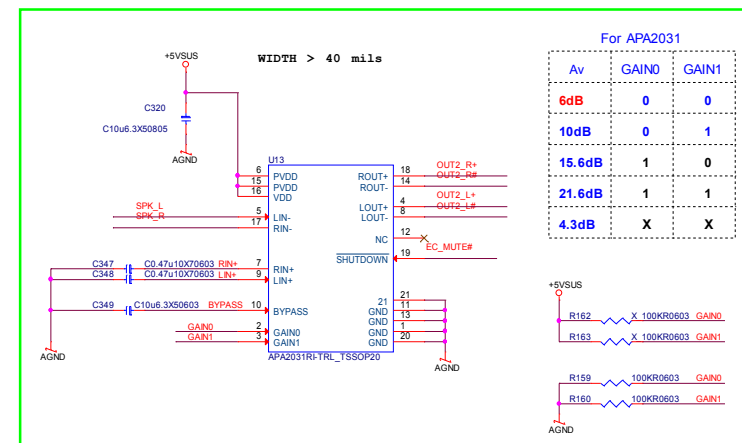 For APA2031
+5VSUS
WIDTH > 40 mils
Av GAIN0 GAIN1
6dB 0 0
10dB 0 1
15.6dB 1 0
21.6dB 1 1
4.3dB X X
C320
C10u6.3X50805
AGND
U13
6 PVDD
15 PVDD
16 VDD
ROUT+ 18 OUT2_R+
ROUT- 14 OUT2_R#
SPK_L 5 LIN-
SPK_R 17 RIN-
LOUT+ 4 OUT2_L+
LOUT- 8 OUT2_L#
NC 12
SHUTDOWN 19 EC_MUTE#
C347 C0.47u10X70603 RIN+ 7 RIN+
C348 C0.47u10X70603 LIN+ 9 LIN+
C349 C10u6.3X50603 BYPASS 10 BYPASS
21 21
GND 11
GND 13
GND 1
GND 20
GAIN0 2 GAIN0
GAIN1 3 GAIN1
AGND
APA2031RI-TRL_TSSOP20
AGND
+5VSUS
R162 X_100KR0603 GAIN0
R163 X_100KR0603 GAIN1
R159 100KR0603 GAIN0
R160 100KR0603 GAIN1
AGND